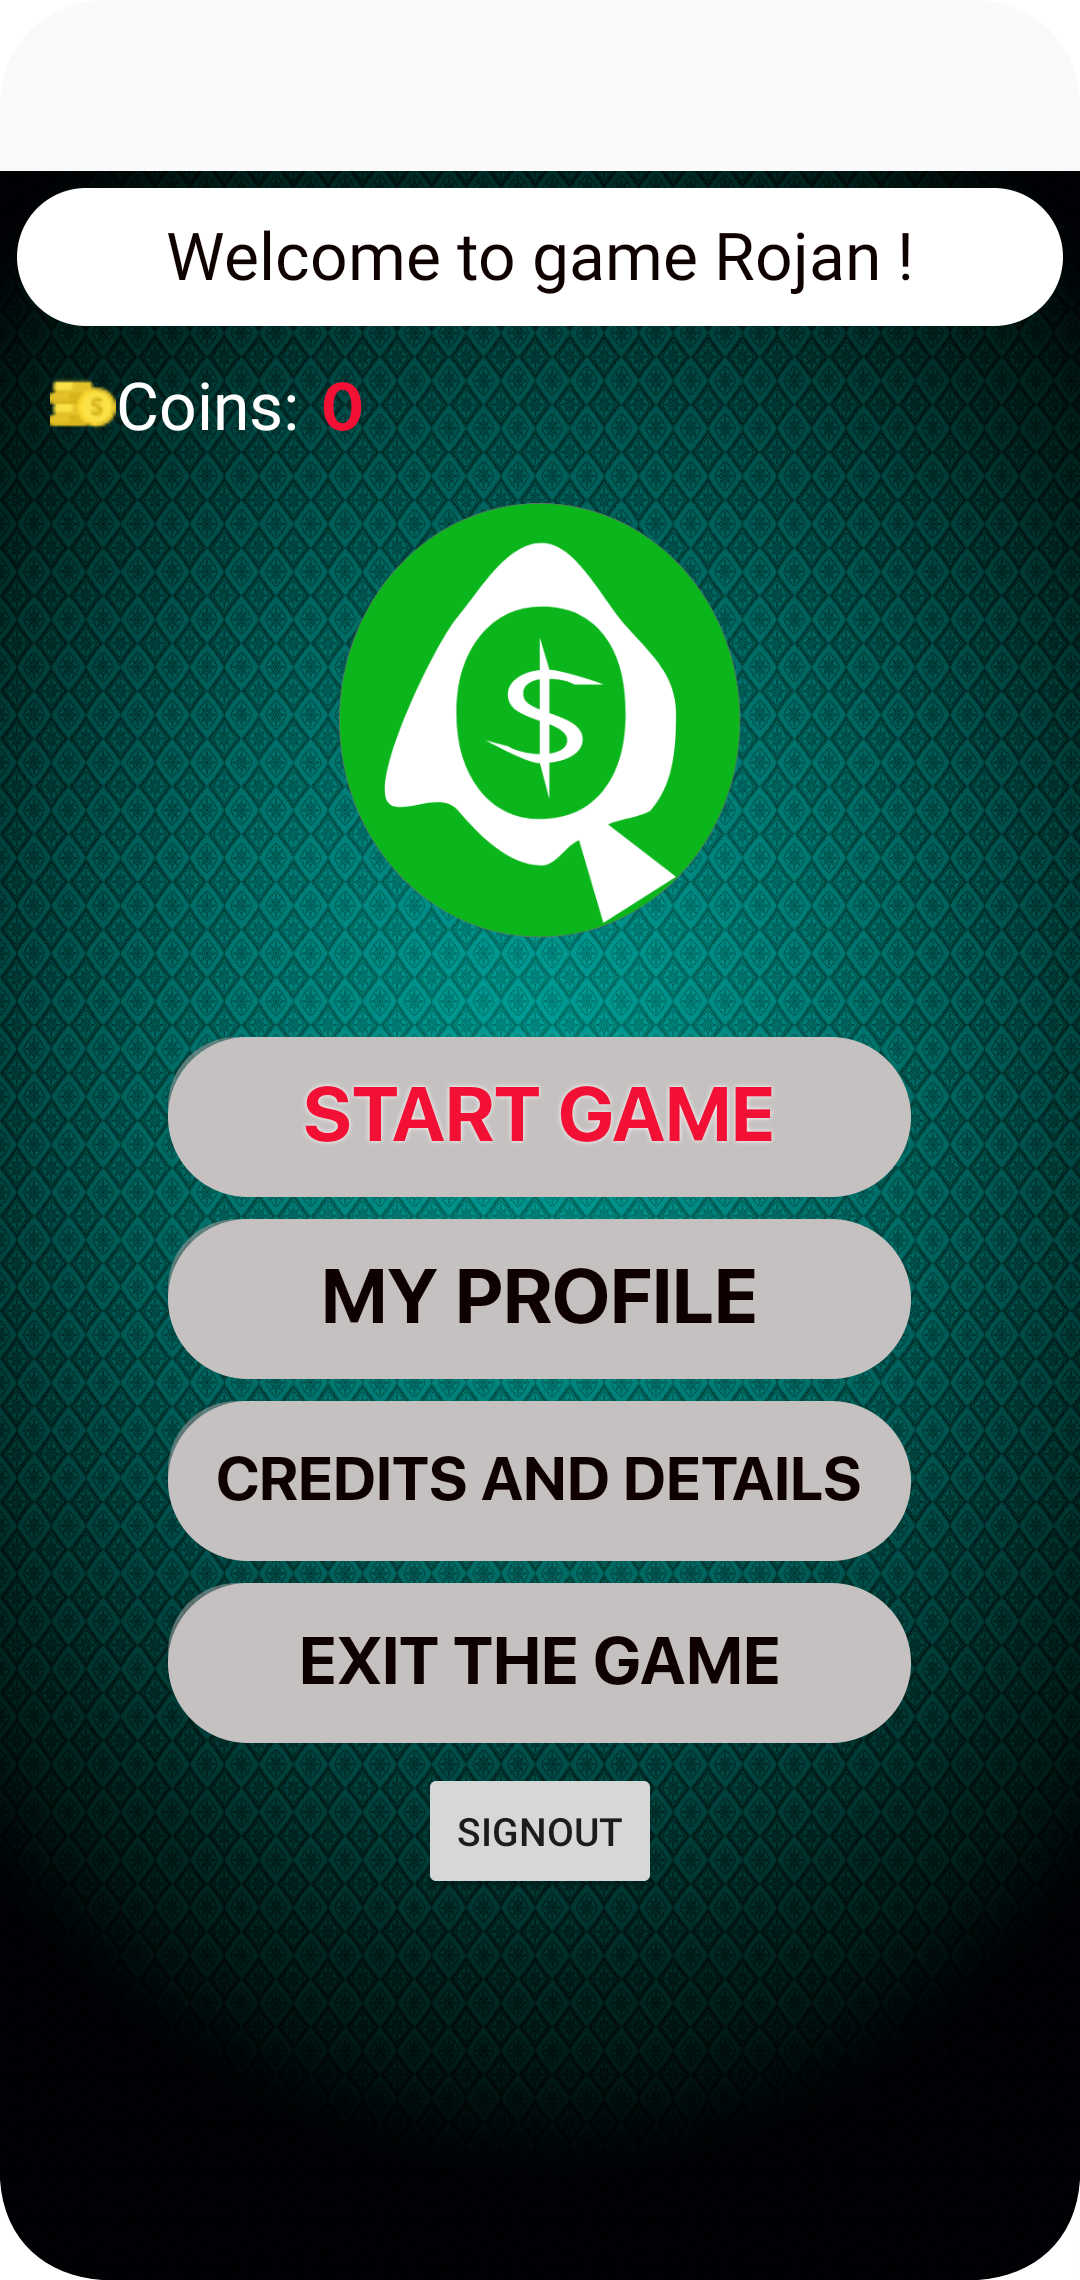 Welcome to game Rojan !
Coins: 0
$
START GAME
MY PROFILE
CREDITS AND DETAILS
EXIT THE GAME
SIGNOUT